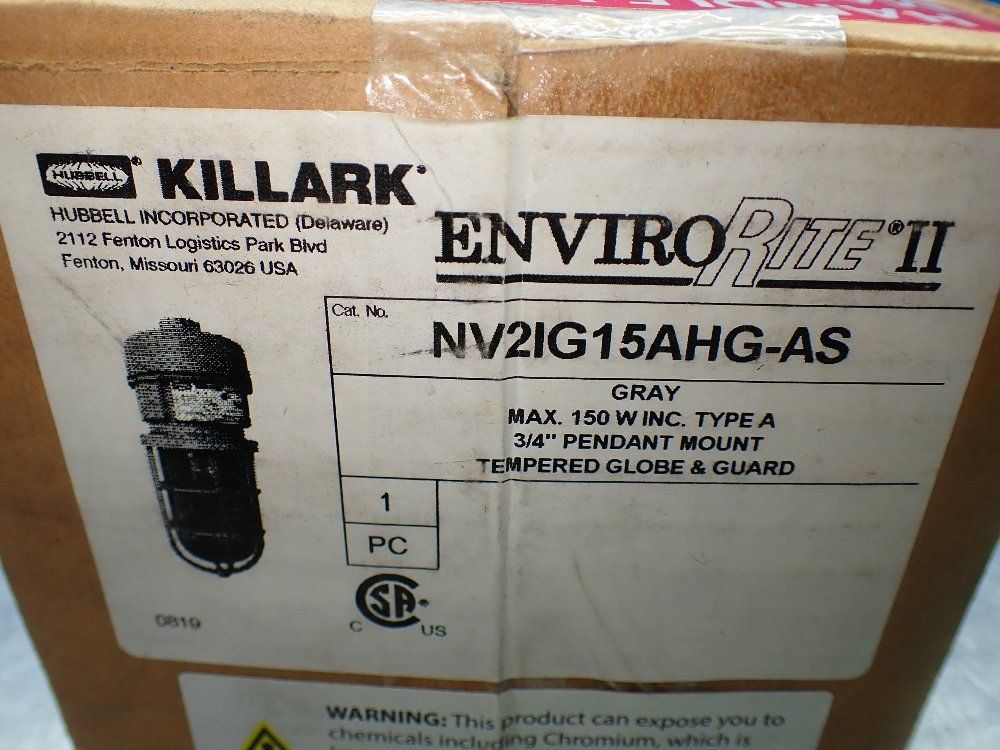 HUBBELL® KILLARK®
HUBBELL INCORPORATED (Delaware)
2112 Fenton Logistics Park Blvd
Fenton, Missouri 63026 USA
ENVIRORITE® II
Cat. No.
NV2IG15AHG-AS
GRAY
MAX. 150 W INC. TYPE A
3/4" PENDANT MOUNT
TEMPERED GLOBE & GUARD
1
PC
CSA®
C US
0819
WARNING: This product can expose you to
chemicals including Chromium, which is